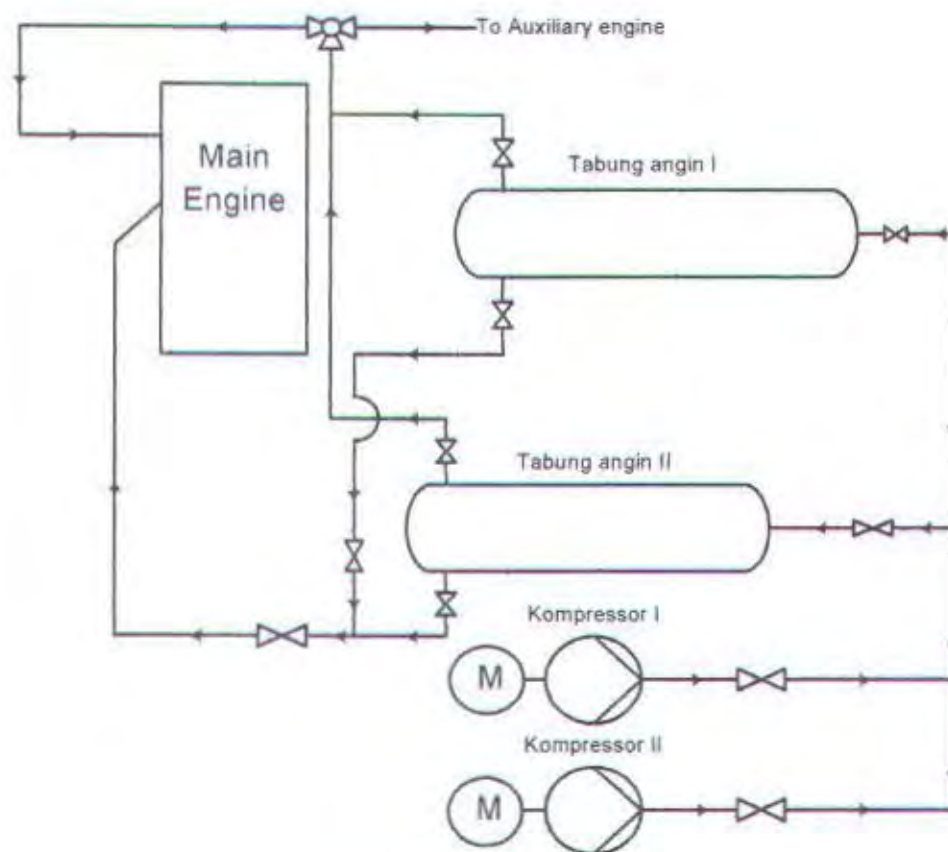 To Auxiliary engine
Main
Engine
Tabung angin I
Tabung angin II
Kompressor I
M
Kompressor II
M